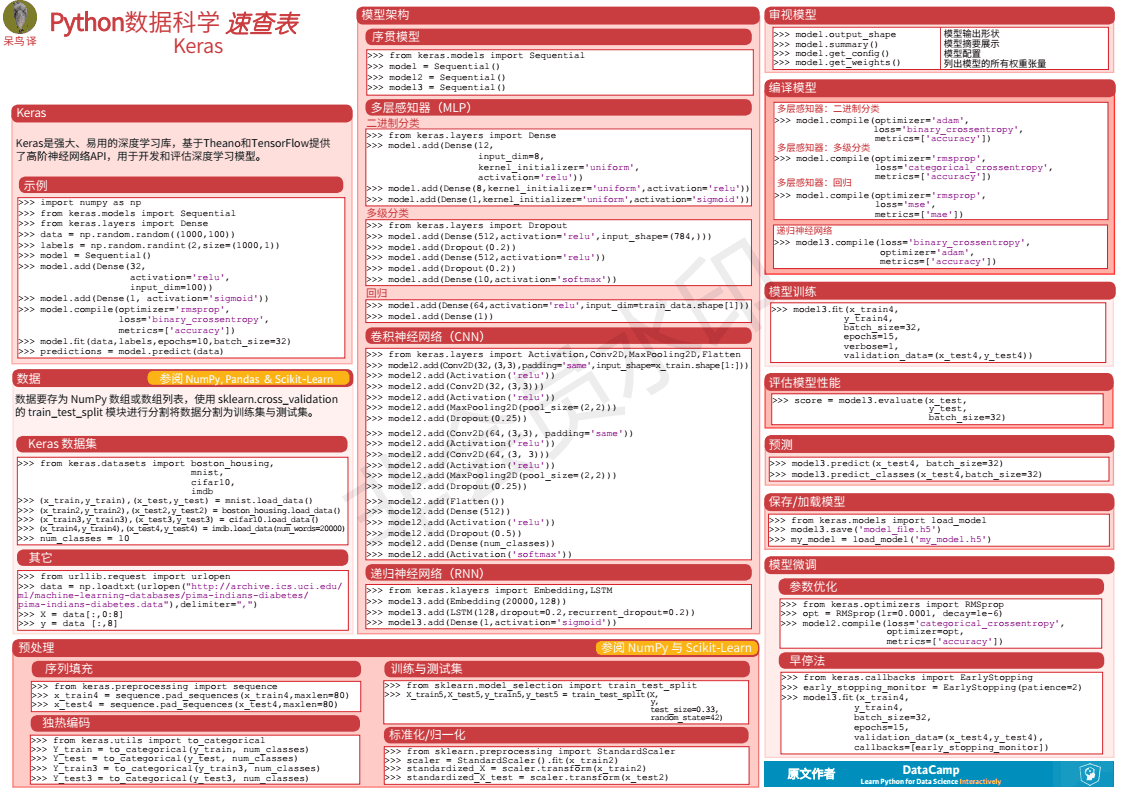 呆鸟 译
Python数据科学 速查表
Keras
Keras
Keras是强大、易用的深度学习库，基于Theano和TensorFlow提供
了高阶神经网络API，用于开发和评估深度学习模型。
示例
>>> import numpy as np
>>> from keras.models import Sequential
>>> from keras.layers import Dense
>>> data = np.random.random((1000,100))
>>> labels = np.random.randint(2,size=(1000,1))
>>> model = Sequential()
>>> model.add(Dense(32,
activation='relu',
input_dim=100))
>>> model.add(Dense(1, activation='sigmoid'))
>>> model.compile(optimizer='rmsprop',
loss='binary_crossentropy',
metrics=['accuracy'])
>>> model.fit(data,labels,epochs=10,batch_size=32)
>>> predictions = model.predict(data)
数据
参阅 NumPy, Pandas & Scikit-Learn
数据要存为 NumPy 数组或数组列表，使用 sklearn.cross_validation
的 train_test_split 模块进行分割将数据分割为训练集与测试集。
Keras 数据集
>>> from keras.datasets import boston_housing,
mnist,
cifar10,
imdb
>>> (x_train,y_train),(x_test,y_test) = mnist.load_data()
>>> (x_train2,y_train2),(x_test2,y_test2) = boston_housing.load_data()
>>> (x_train3,y_train3),(x_test3,y_test3) = cifar10.load_data()
>>> (x_train4,y_train4),(x_test4,y_test4) = imdb.load_data(num_words=20000)
>>> num_classes = 10
其它
>>> from urllib.request import urlopen
>>> data = np.loadtxt(urlopen("http://archive.ics.uci.edu/
ml/machine-learning-databases/pima-indians-diabetes/
pima-indians-diabetes.data"),delimiter=",")
>>> X = data[:,0:8]
>>> y = data [:,8]
模型架构
序贯模型
>>> from keras.models import Sequential
>>> model = Sequential()
>>> model2 = Sequential()
>>> model3 = Sequential()
多层感知器（MLP）
二进制分类
>>> from keras.layers import Dense
>>> model.add(Dense(12,
input_dim=8,
kernel_initializer='uniform',
activation='relu'))
>>> model.add(Dense(8,kernel_initializer='uniform',activation='relu'))
>>> model.add(Dense(1,kernel_initializer='uniform',activation='sigmoid'))
多级分类
>>> from keras.layers import Dropout
>>> model.add(Dense(512,activation='relu',input_shape=(784,)))
>>> model.add(Dropout(0.2))
>>> model.add(Dense(512,activation='relu'))
>>> model.add(Dropout(0.2))
>>> model.add(Dense(10,activation='softmax'))
回归
>>> model.add(Dense(64,activation='relu',input_dim=train_data.shape[1]))
>>> model.add(Dense(1))
卷积神经网络（CNN）
>>> from keras.layers import Activation,Conv2D,MaxPooling2D,Flatten
>>> model2.add(Conv2D(32,(3,3),padding='same',input_shape=x_train.shape[1:]))
>>> model2.add(Activation('relu'))
>>> model2.add(Conv2D(32,(3,3)))
>>> model2.add(Activation('relu'))
>>> model2.add(MaxPooling2D(pool_size=(2,2)))
>>> model2.add(Dropout(0.25))
>>> model2.add(Conv2D(64,(3,3), padding='same'))
>>> model2.add(Activation('relu'))
>>> model2.add(Conv2D(64,(3, 3)))
>>> model2.add(Activation('relu'))
>>> model2.add(MaxPooling2D(pool_size=(2,2)))
>>> model2.add(Dropout(0.25))
>>> model2.add(Flatten())
>>> model2.add(Dense(512))
>>> model2.add(Activation('relu'))
>>> model2.add(Dropout(0.5))
>>> model2.add(Dense(num_classes))
>>> model2.add(Activation('softmax'))
递归神经网络（RNN）
>>> from keras.klayers import Embedding,LSTM
>>> model3.add(Embedding(20000,128))
>>> model3.add(LSTM(128,dropout=0.2,recurrent_dropout=0.2))
>>> model3.add(Dense(1,activation='sigmoid'))
预处理
参阅 NumPy 与 Scikit-Learn
序列填充
>>> from keras.preprocessing import sequence
>>> x_train4 = sequence.pad_sequences(x_train4,maxlen=80)
>>> x_test4 = sequence.pad_sequences(x_test4,maxlen=80)
独热编码
>>> from keras.utils import to_categorical
>>> Y_train = to_categorical(y_train, num_classes)
>>> Y_test = to_categorical(y_test, num_classes)
>>> Y_train3 = to_categorical(y_train3, num_classes)
>>> Y_test3 = to_categorical(y_test3, num_classes)
训练与测试集
>>> from sklearn.model_selection import train_test_split
>>> X_train5,X_test5,y_train5,y_test5 = train_test_split(X,
y,
test_size=0.33,
random_state=42)
标准化/归一化
>>> from sklearn.preprocessing import StandardScaler
>>> scaler = StandardScaler().fit(x_train2)
>>> standardized_X = scaler.transform(x_train2)
>>> standardized_X_test = scaler.transform(x_test2)
审视模型
>>> model.output_shape 模型输出形状
>>> model.summary() 模型摘要展示
>>> model.get_config() 模型配置
>>> model.get_weights() 列出模型的所有权重张量
编译模型
多层感知器：二进制分类
>>> model.compile(optimizer='adam',
loss='binary_crossentropy',
metrics=['accuracy'])
多层感知器：多级分类
>>> model.compile(optimizer='rmsprop',
loss='categorical_crossentropy',
metrics=['accuracy'])
多层感知器：回归
>>> model.compile(optimizer='rmsprop',
loss='mse',
metrics=['mae'])
递归神经网络
>>> model3.compile(loss='binary_crossentropy',
optimizer='adam',
metrics=['accuracy'])
模型训练
>>> model3.fit(x_train4,
y_train4,
batch_size=32,
epochs=15,
verbose=1,
validation_data=(x_test4,y_test4))
评估模型性能
>>> score = model3.evaluate(x_test,
y_test,
batch_size=32)
预测
>>> model3.predict(x_test4, batch_size=32)
>>> model3.predict_classes(x_test4,batch_size=32)
保存/加载模型
>>> from keras.models import load_model
>>> model3.save('model_file.h5')
>>> my_model = load_model('my_model.h5')
模型微调
参数优化
>>> from keras.optimizers import RMSprop
>>> opt = RMSprop(lr=0.0001, decay=1e-6)
>>> model2.compile(loss='categorical_crossentropy',
optimizer=opt,
metrics=['accuracy'])
早停法
>>> from keras.callbacks import EarlyStopping
>>> early_stopping_monitor = EarlyStopping(patience=2)
>>> model3.fit(x_train4,
y_train4,
batch_size=32,
epochs=15,
validation_data=(x_test4,y_test4),
callbacks=[early_stopping_monitor])
原文作者
DataCamp
Learn Python for Data Science Interactively